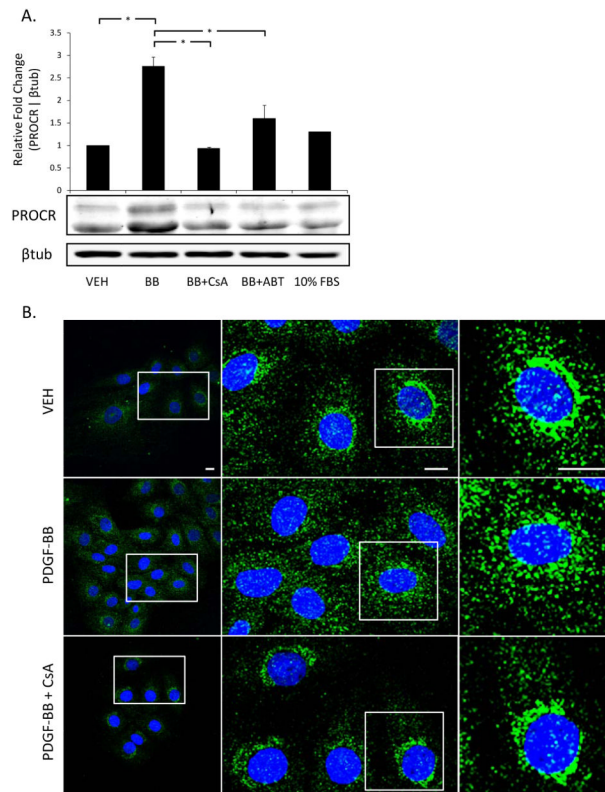 A.
Relative Fold Change
(PROCR | βtub)
3.5
3
2.5
2
1.5
1
0.5
0
*
*
*
PROCR
βtub
VEH BB BB+CsA BB+ABT 10% FBS
B.
VEH
PDGF-BB
PDGF-BB + CsA